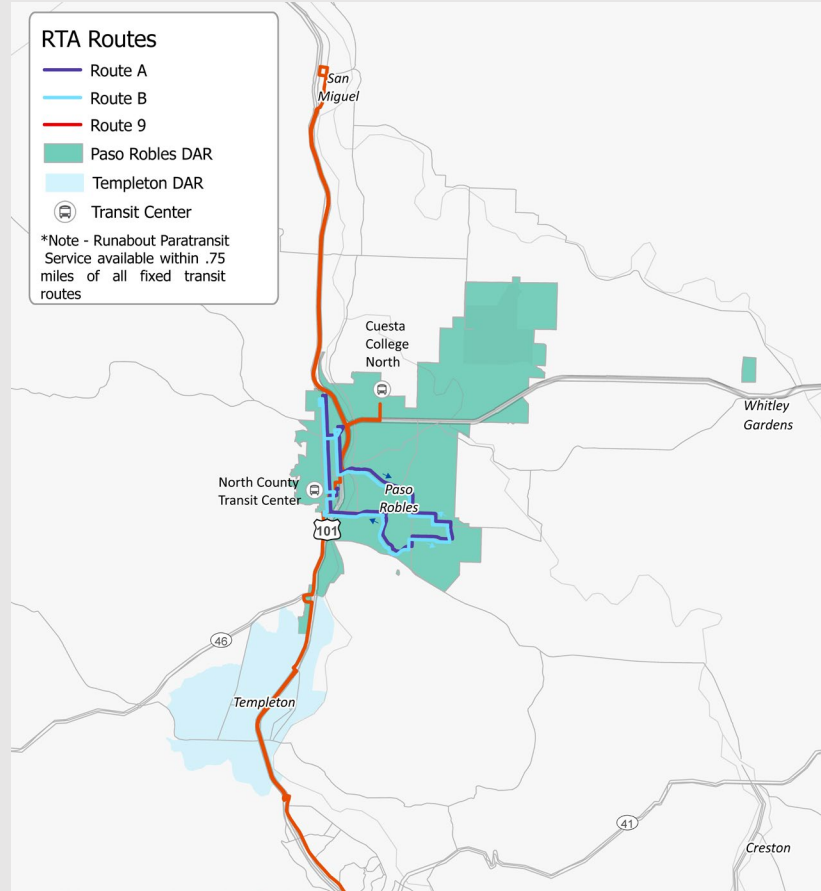 RTA Routes
Route A
Route B
Route 9
Paso Robles DAR
Templeton DAR
Transit Center
*Note - Runabout Paratransit
Service available within .75
miles of all fixed transit
routes
San
Miguel
Cuesta
College
North
Whitley
Gardens
North County
Transit Center
Paso
Robles
101
46
Templeton
41
Creston